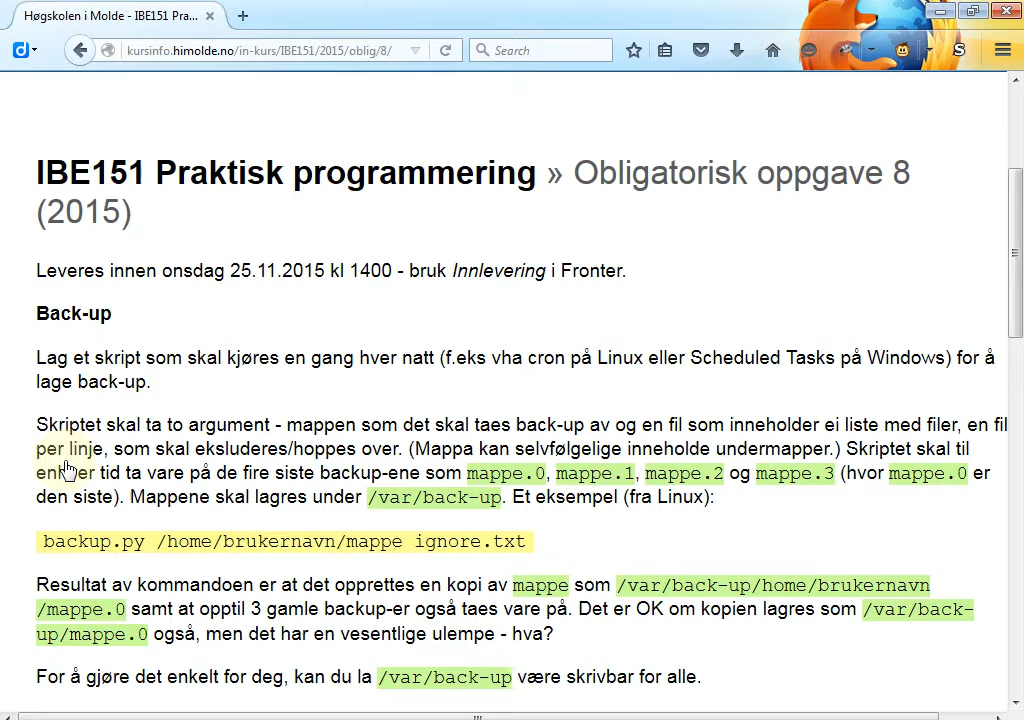 Høgskolen i Molde - IBE151 Pra...
kursinfo.himolde.no/in-kurs/IBE151/2015/oblig/8/
Search
IBE151 Praktisk programmering » Obligatorisk oppgave 8
(2015)
Leveres innen onsdag 25.11.2015 kl 1400 - bruk Innlevering i Fronter.
Back-up
Lag et skript som skal kjøres en gang hver natt (f.eks vha cron på Linux eller Scheduled Tasks på Windows) for å
lage back-up.
Skriptet skal ta to argument - mappen som det skal taes back-up av og en fil som inneholder ei liste med filer, en fil
per linje, som skal eksluderes/hoppes over. (Mappa kan selvfølgelige inneholde undermapper.) Skriptet skal til
enhver tid ta vare på de fire siste backup-ene som mappe.0, mappe.1, mappe.2 og mappe.3 (hvor mappe.0 er
den siste). Mappene skal lagres under /var/back-up. Et eksempel (fra Linux):
backup.py /home/brukernavn/mappe ignore.txt
Resultat av kommandoen er at det opprettes en kopi av mappe som /var/back-up/home/brukernavn
/mappe.0 samt at opptil 3 gamle backup-er også taes vare på. Det er OK om kopien lagres som /var/back-
up/mappe.0 også, men det har en vesentlige ulempe - hva?
For å gjøre det enkelt for deg, kan du la /var/back-up være skrivbar for alle.